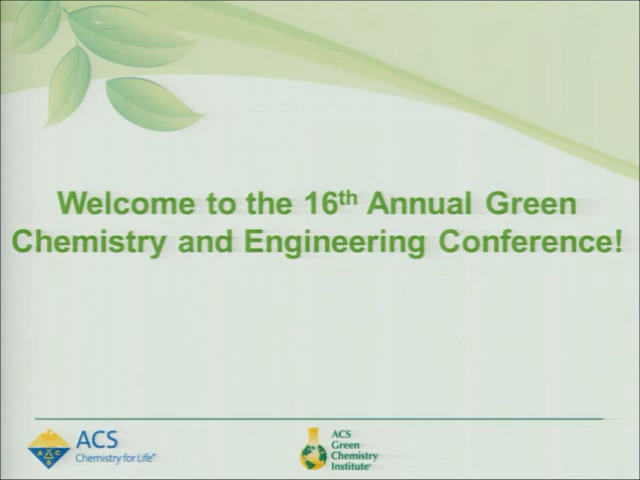 Welcome to the 16th Annual Green
Chemistry and Engineering Conference!
ACS
Chemistry for Life®
A C S
ACS
Green
Chemistry
Institute®